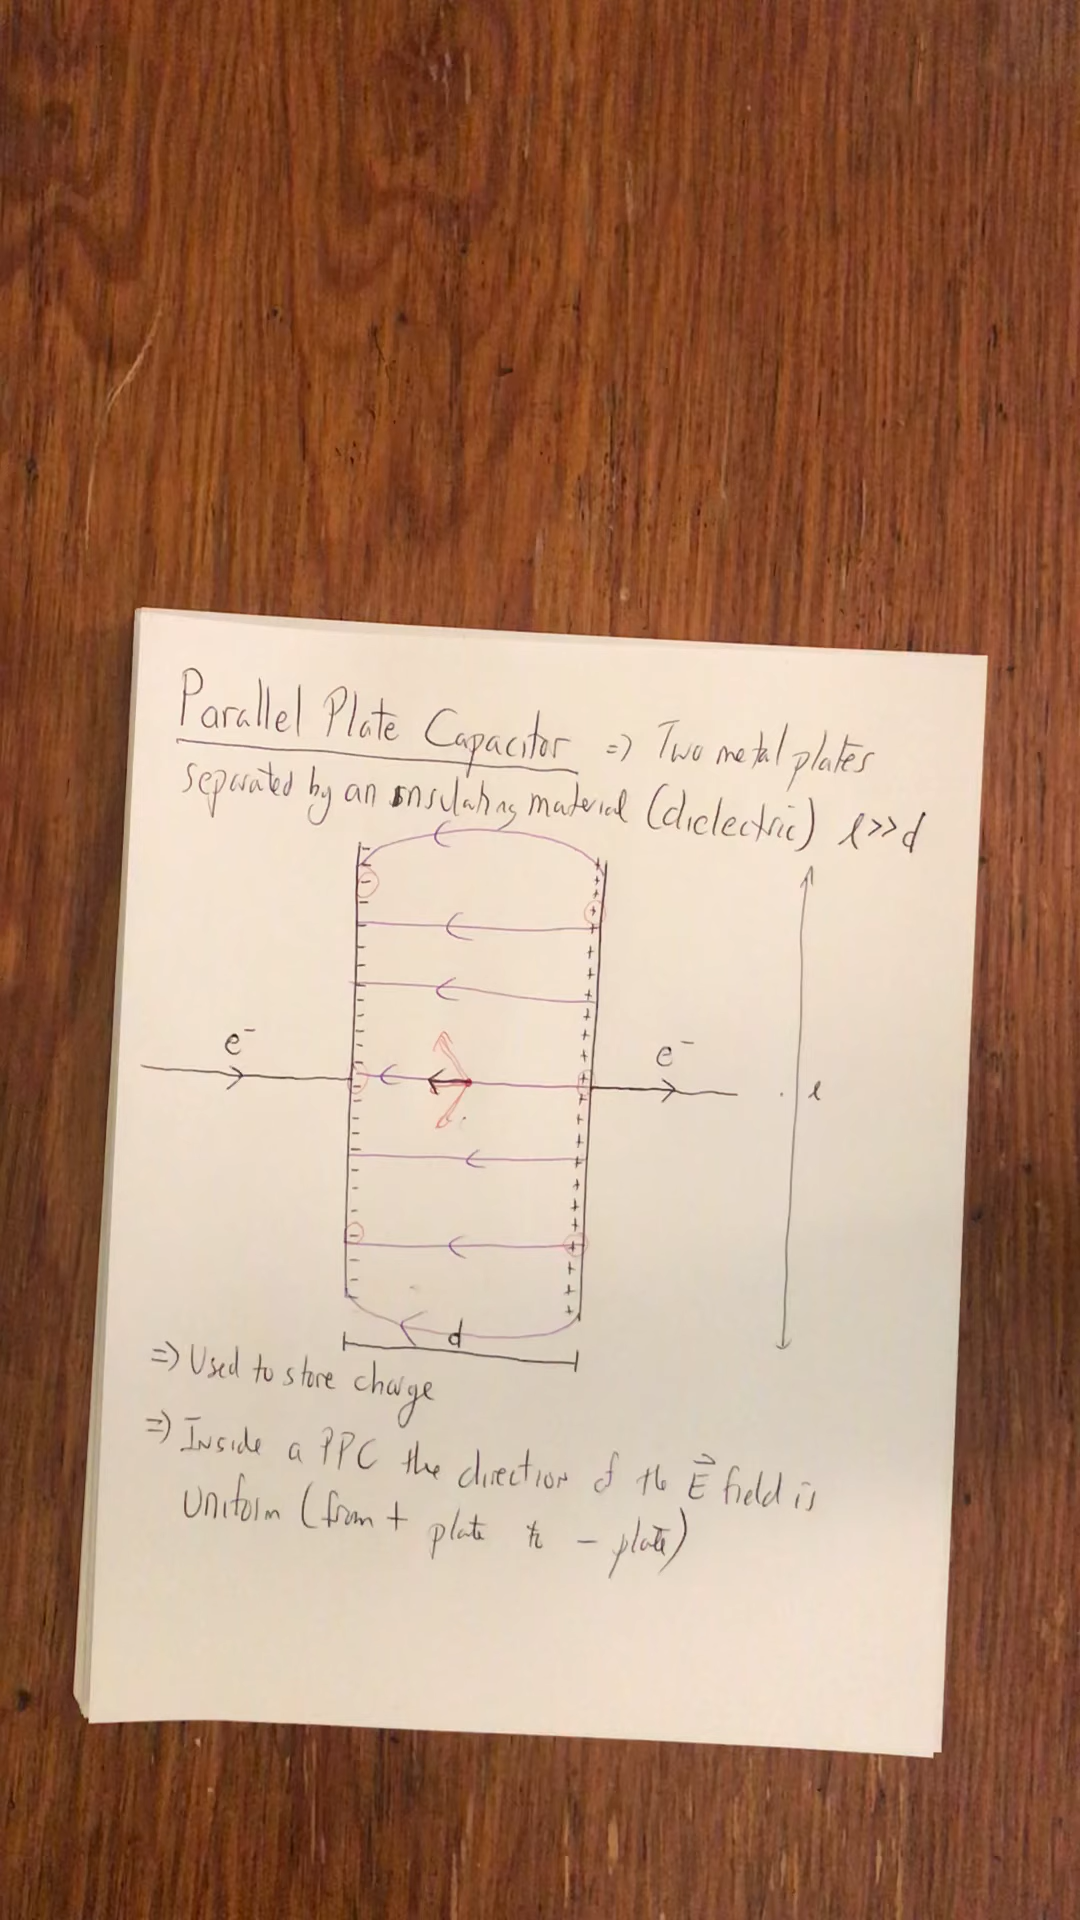 Parallel Plate Capacitor => Two metal plates
separated by an insulating material (dielectric) l>>d
e⁻
e⁻
l
d
=> Used to store charge
=> Inside a PPC the direction of the E⃗ field is
uniform (from + plate to - plate)